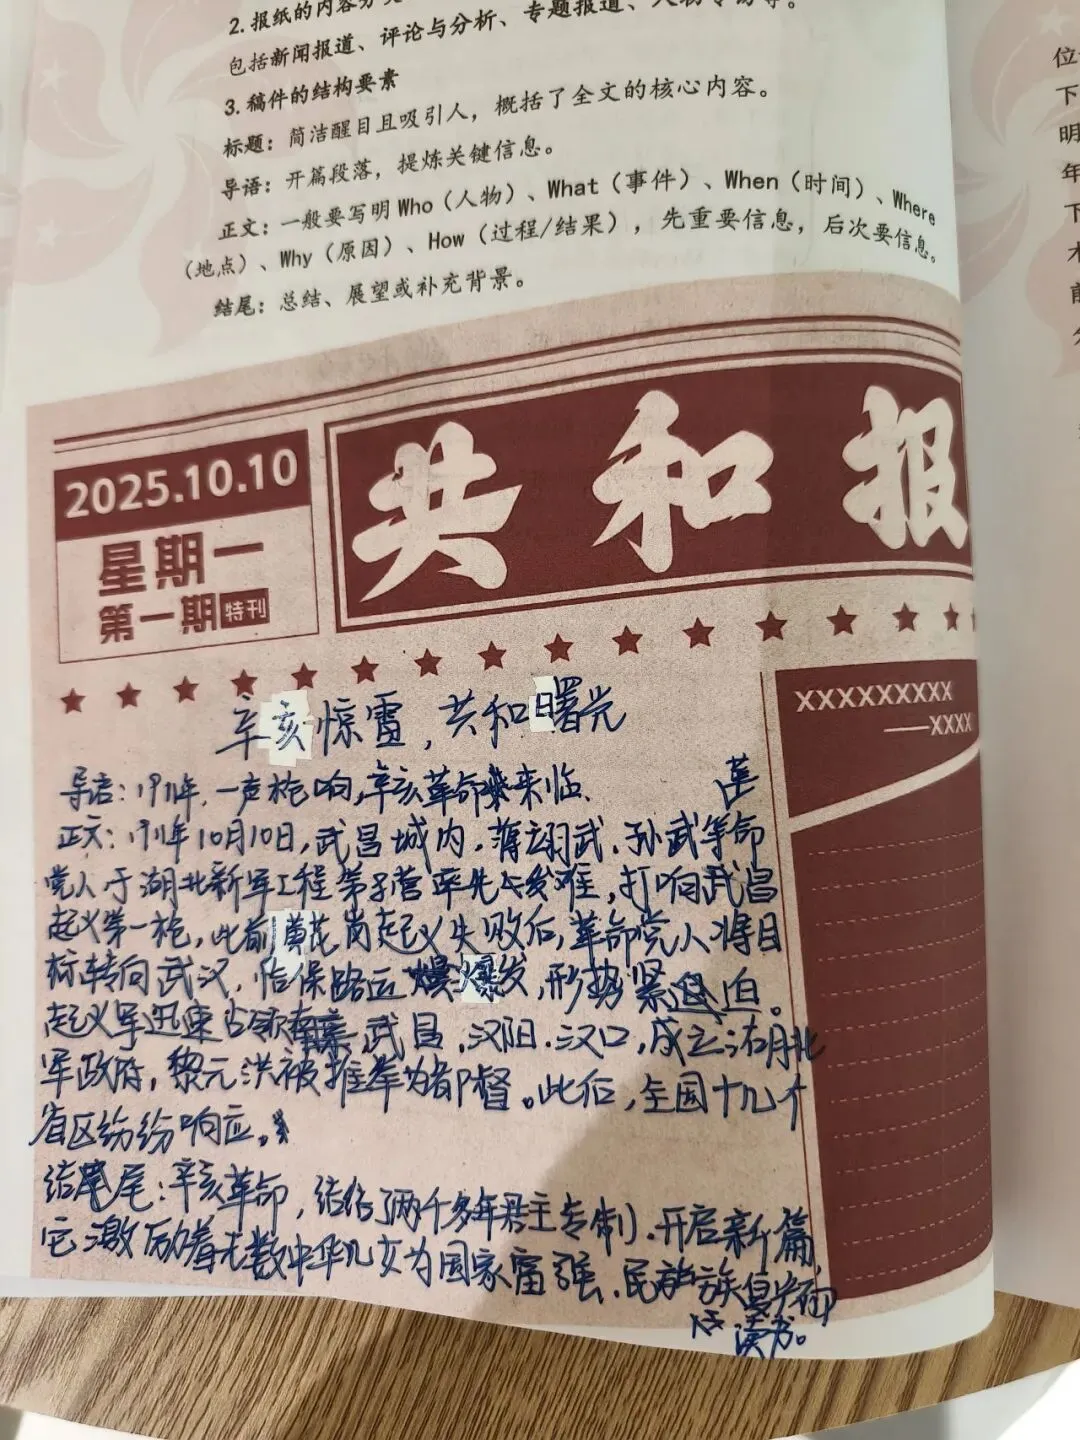 2.报纸的内容分
包括新闻报道、评论与分析、专题报道、人物专访等。
3.稿件的结构要素
标题：简洁醒目且吸引人，概括了全文的核心内容。
导语：开篇段落，提炼关键信息。
正文：一般要写明Who（人物）、What（事件）、When（时间）、Where
（地点）、Why（原因）、How（过程/结果），先重要信息，后次要信息。
结尾：总结、展望或补充背景。
2025.10.10
星期一
第一期 特刊
共和报
辛亥惊雷，共和曙光
导语：1911年，一声枪响，辛亥革命来临、
正文：1911年10月10日，武昌城内，蒋翊武、孙武等革命
党人于湖北新军工程第8营率先发难，打响武昌
起义第一枪，此前黄花岗起义失败后，革命党人将目
标转向武汉，恰保路运爆发，形势紧迫。
起义军迅速占领武昌、汉阳、汉口，成立湖北
军政府，黎元洪被推举为都督。此后，全国十几个
省区纷纷响应。
结尾：辛亥革命，结结了两千多年君主专制、开启新篇，
它激励着无数中华儿女为国家富强、民族复兴而
读书。
XXXXXXXXX
——XXXX
位
下
明
年
下